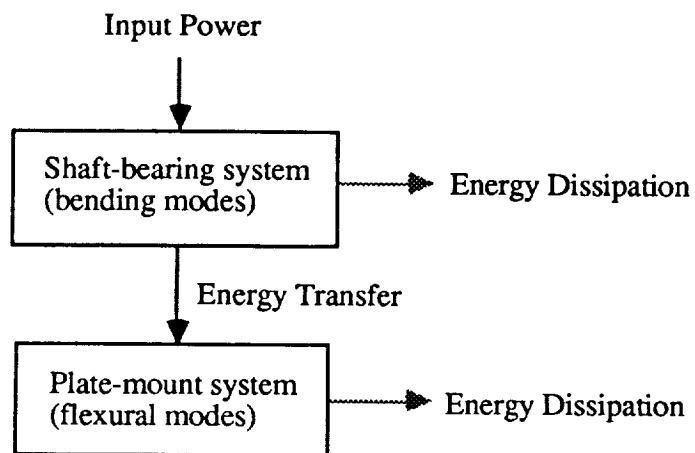 Input Power
Shaft-bearing system
(bending modes)
Energy Dissipation
Energy Transfer
Plate-mount system
(flexural modes)
Energy Dissipation